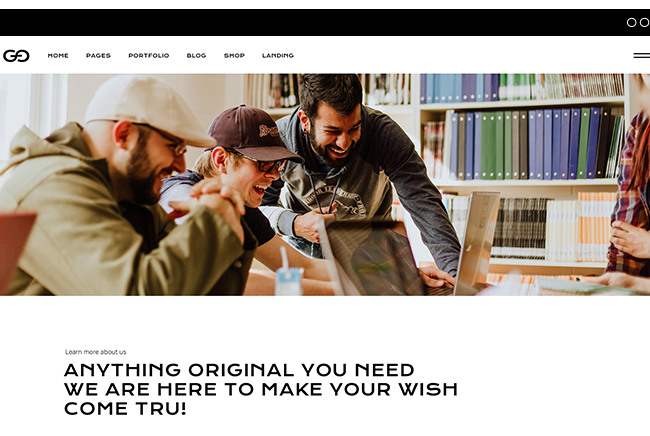 HOME PAGES PORTFOLIO BLOG SHOP LANDING
Learn more about us
ANYTHING ORIGINAL YOU NEED
WE ARE HERE TO MAKE YOUR WISH
COME TRU!